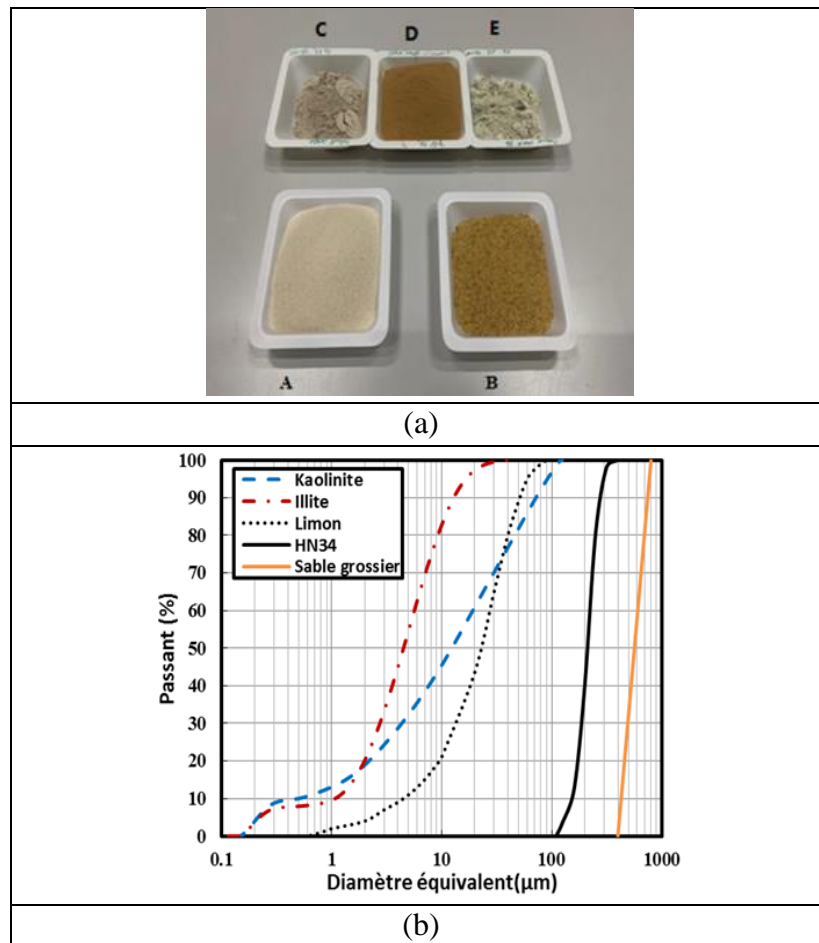 C D E
A B
(a)
100
90
80
70
60
50
40
30
20
10
0
Passant (%)
Kaolinite
Illite
Limon
HN34
Sable grossier
0.1 1 10 100 1000
Diamètre équivalent(µm)
(b)